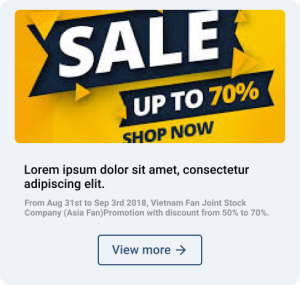 SALE
UP TO 70%
SHOP NOW
Lorem ipsum dolor sit amet, consectetur
adipiscing elit.
From Aug 31st to Sep 3rd 2018, Vietnam Fan Joint Stock
Company (Asia Fan)Promotion with discount from 50% to 70%.
View more →